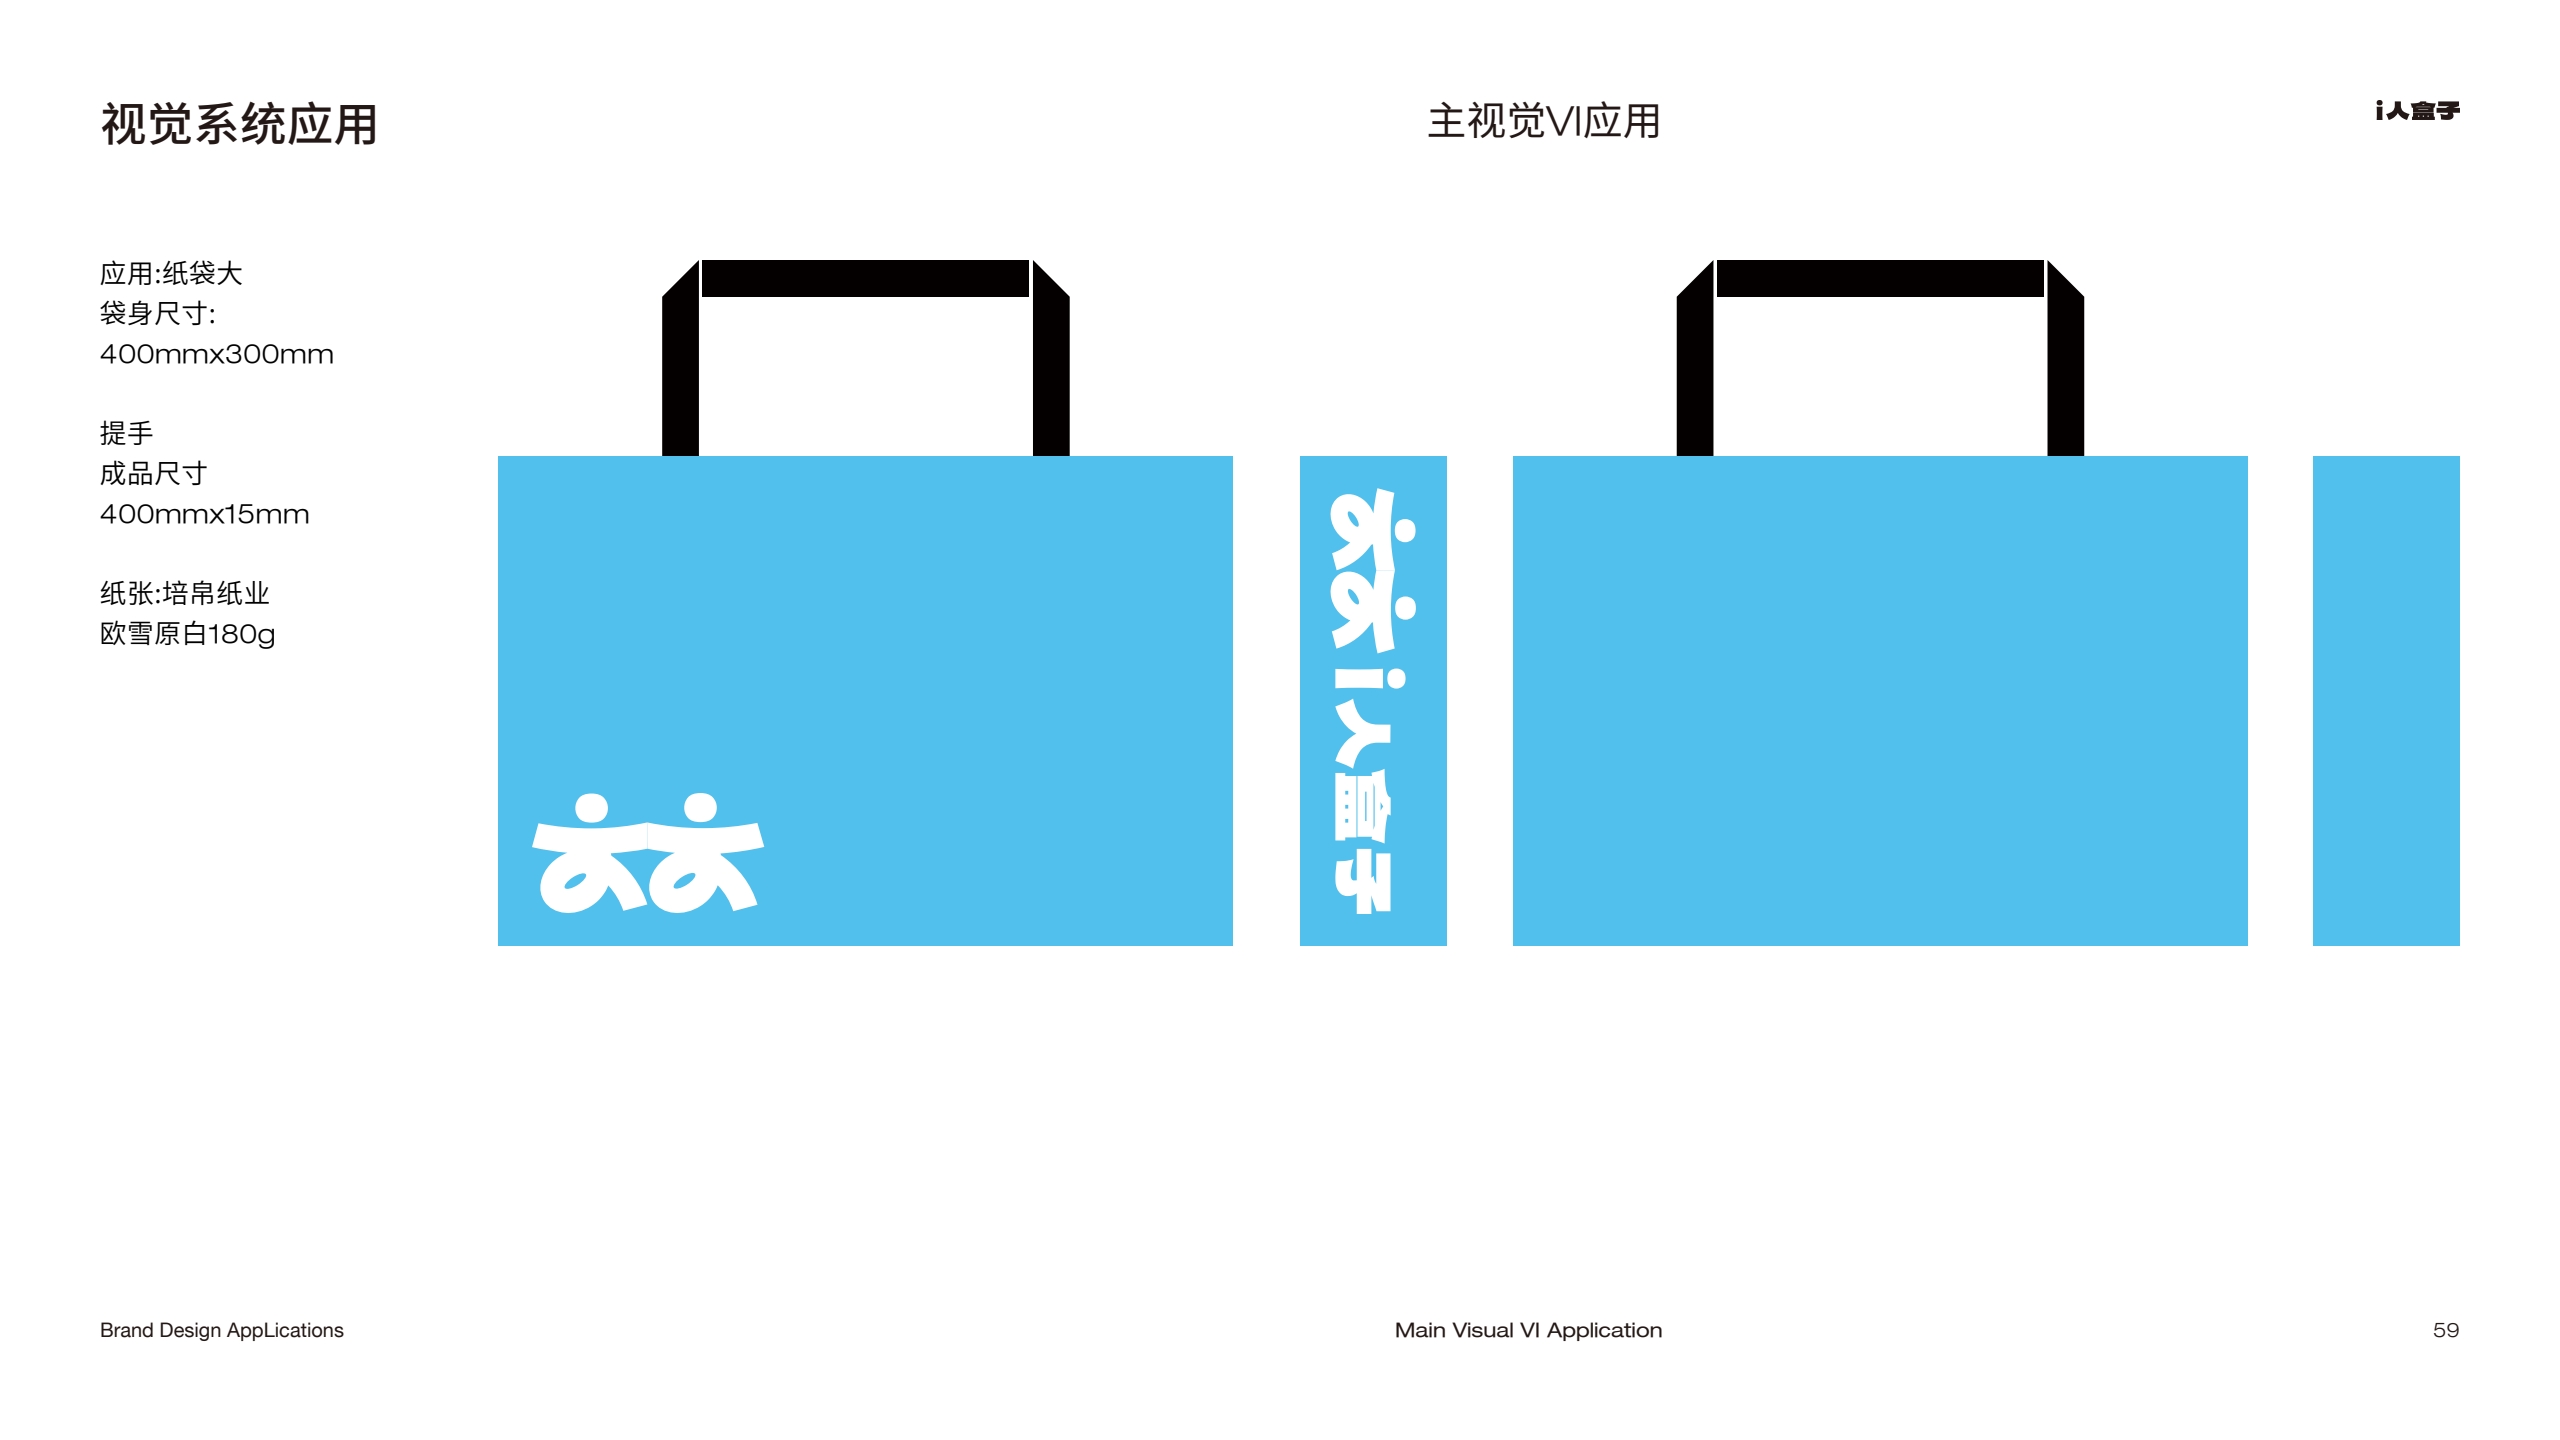 视觉系统应用
主视觉VI应用
i人盒子
应用:纸袋大
袋身尺寸:
400mmx300mm
提手
成品尺寸
400mmx15mm
纸张:培帛纸业
欧雪原白180g
i人盒子
Brand Design AppLications
Main Visual VI Application
59